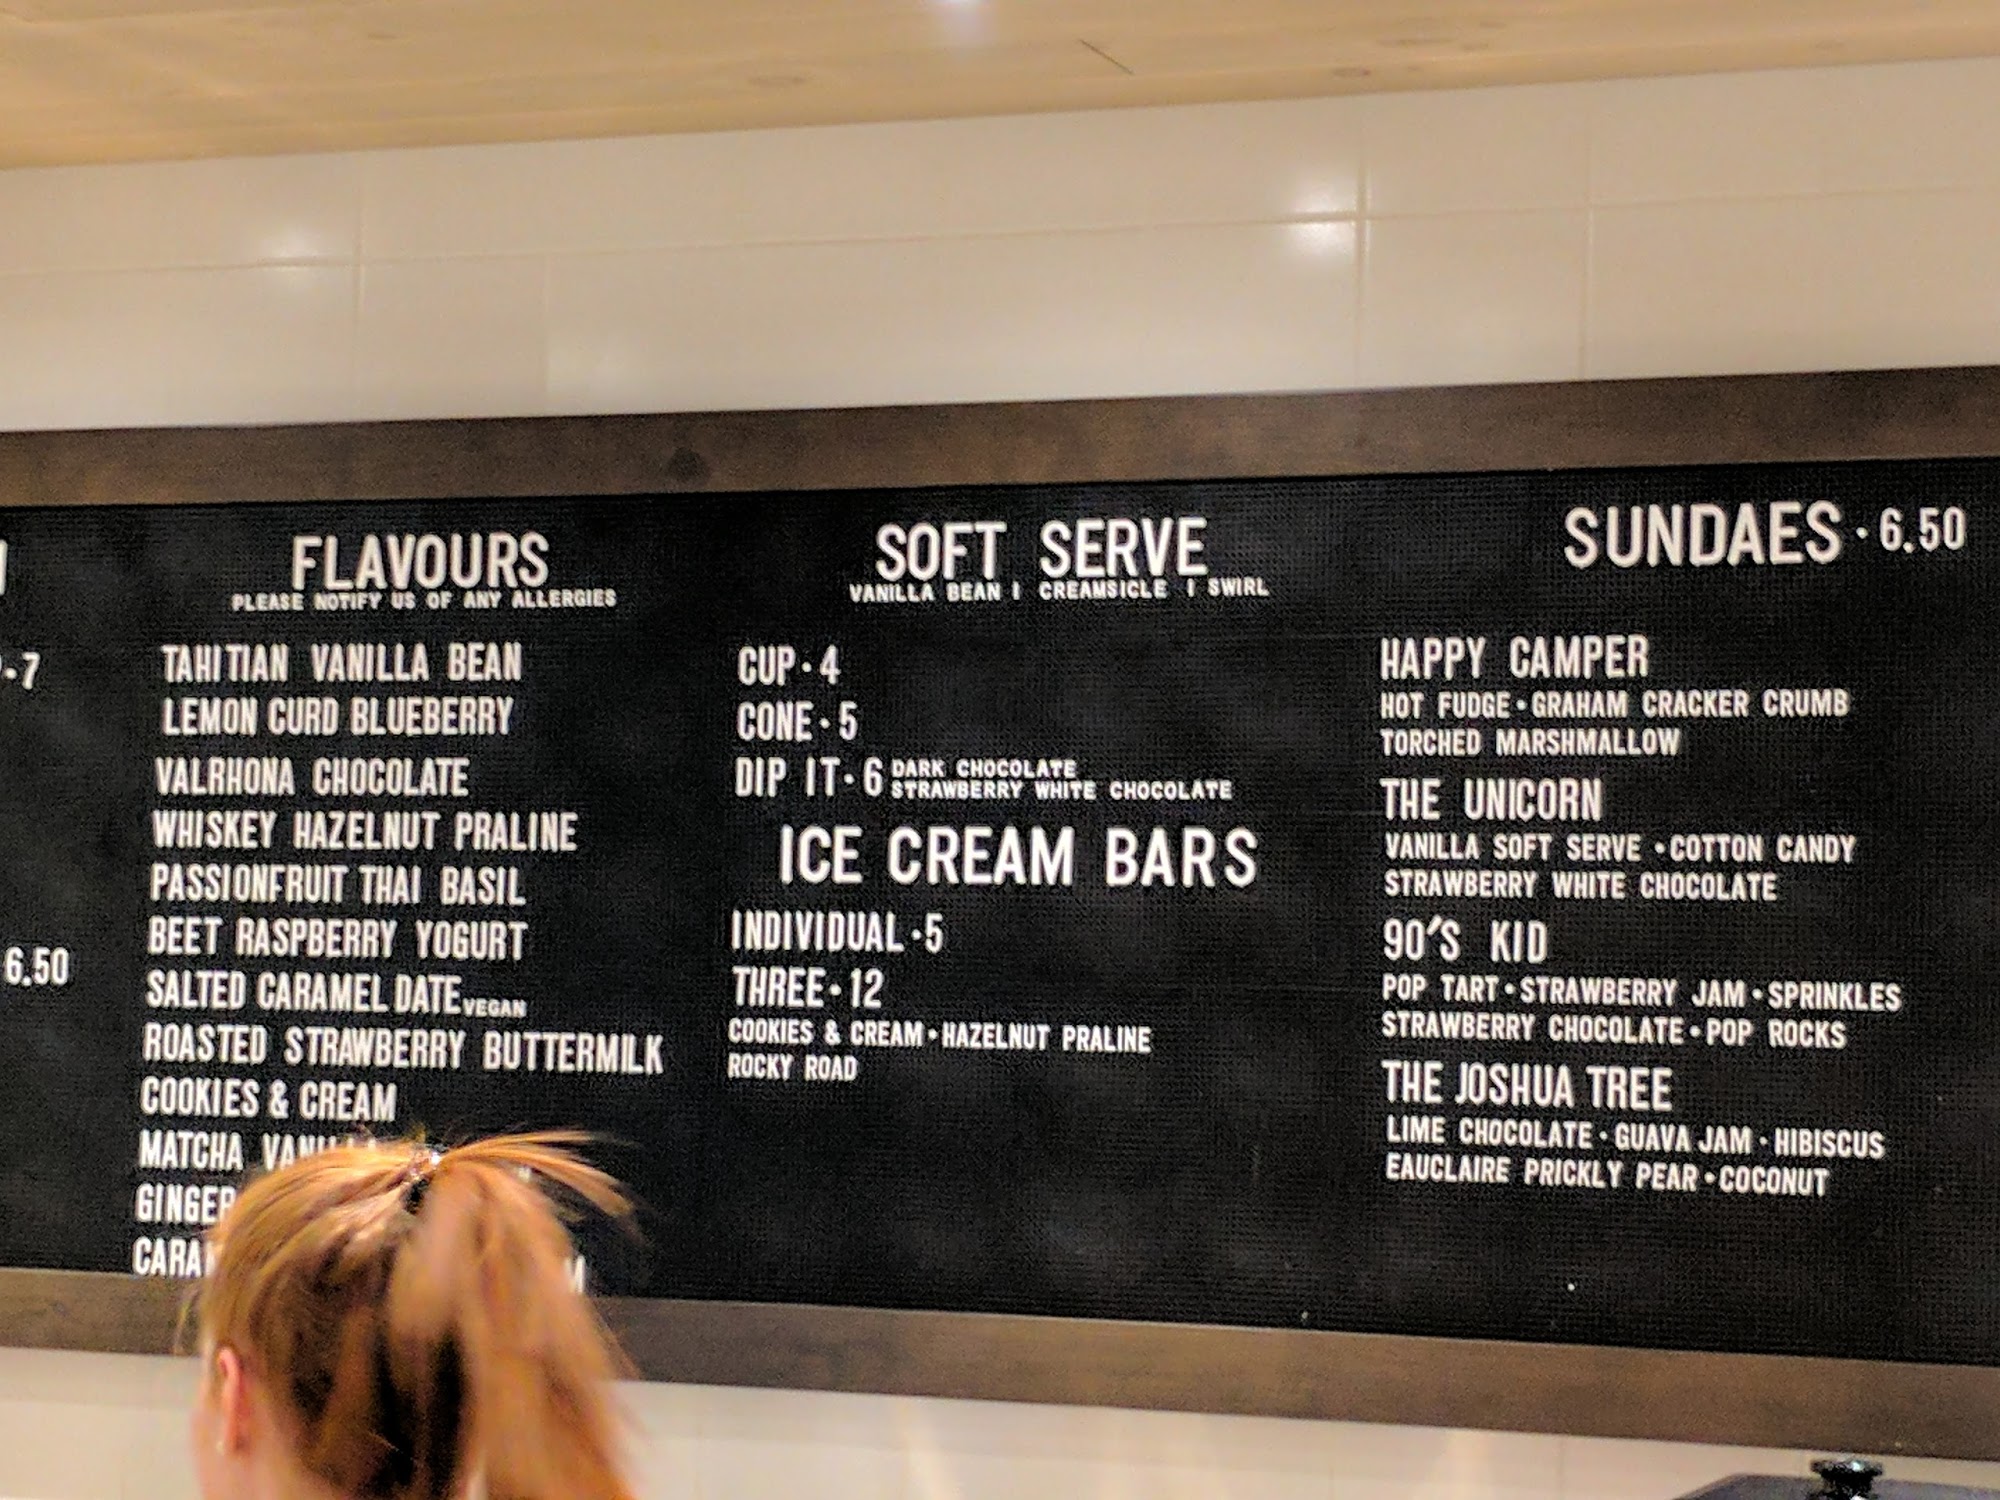 FLAVOURS
PLEASE NOTIFY US OF ANY ALLERGIES
TAHITIAN VANILLA BEAN
LEMON CURD BLUEBERRY
VALRHONA CHOCOLATE
WHISKEY HAZELNUT PRALINE
PASSIONFRUIT THAI BASIL
BEET RASPBERRY YOGURT
SALTED CARAMEL DATE VEGAN
ROASTED STRAWBERRY BUTTERMILK
COOKIES & CREAM
MATCHA
·7
6.50
SOFT SERVE
VANILLA BEAN | CREAMSICLE | SWIRL
CUP · 4
CONE · 5
DIP IT · 6 DARK CHOCOLATE
STRAWBERRY WHITE CHOCOLATE
ICE CREAM BARS
INDIVIDUAL · 5
THREE · 12
COOKIES & CREAM · HAZELNUT PRALINE
ROCKY ROAD
SUNDAES · 6.50
HAPPY CAMPER
HOT FUDGE · GRAHAM CRACKER CRUMB
TORCHED MARSHMALLOW
THE UNICORN
VANILLA SOFT SERVE · COTTON CANDY
STRAWBERRY WHITE CHOCOLATE
90'S KID
POP TART · STRAWBERRY JAM · SPRINKLES
STRAWBERRY CHOCOLATE · POP ROCKS
THE JOSHUA TREE
LIME CHOCOLATE · GUAVA JAM · HIBISCUS
EAUCLAIRE PRICKLY PEAR · COCONUT